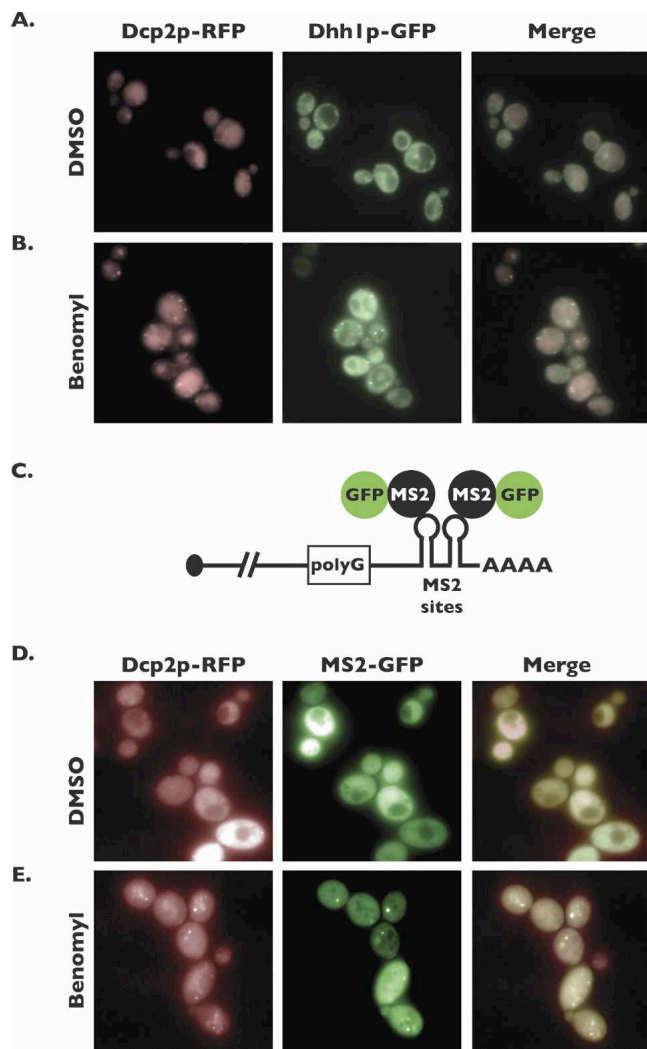 A.
Dcp2p-RFP Dhh1p-GFP Merge
DMSO
B.
Benomyl
C.
GFP MS2 MS2 GFP
polyG AAAA
MS2
sites
D.
Dcp2p-RFP MS2-GFP Merge
DMSO
E.
Benomyl